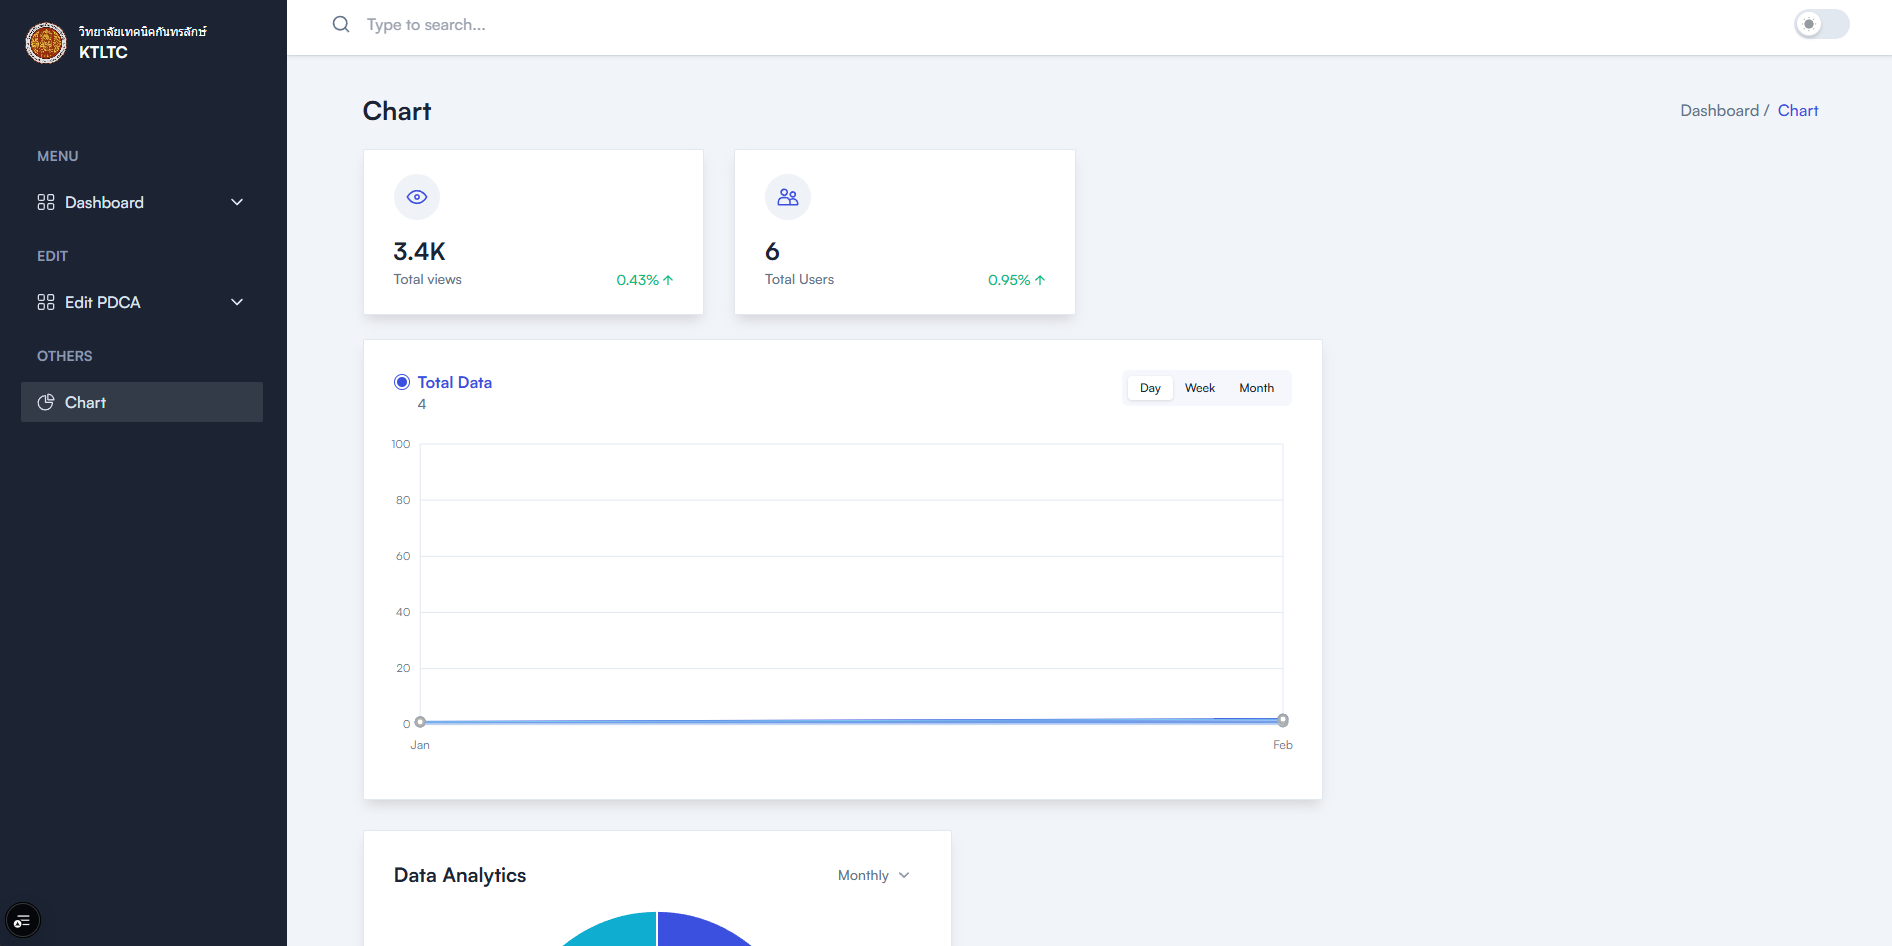 วิทยาลัยเทคนิคกันทรลักษ์
KTLTC
Type to search...
MENU
Dashboard
EDIT
Edit PDCA
OTHERS
Chart
Chart
Dashboard / Chart
3.4K
Total views
0.43%
6
Total Users
0.95%
Total Data
4
Day Week Month
100
80
60
40
20
0
Jan Feb
Data Analytics
Monthly